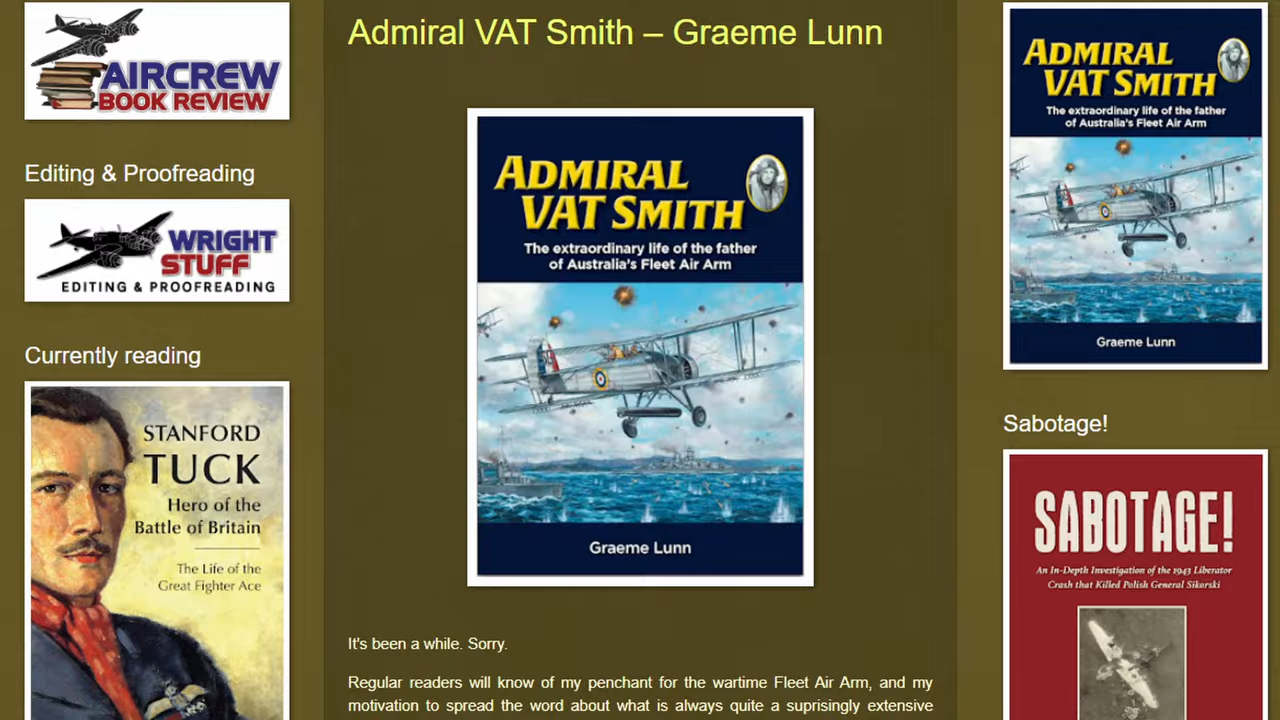 AIRCREW
BOOK REVIEW
Editing & Proofreading
WRIGHT
STUFF
EDITING & PROOFREADING
Currently reading
STANFORD
TUCK
Hero of the
Battle of Britain
The Life of the
Great Fighter Ace
Admiral VAT Smith – Graeme Lunn
ADMIRAL
VAT SMITH
The extraordinary life of the father
of Australia's Fleet Air Arm
Graeme Lunn
It's been a while. Sorry.
Regular readers will know of my penchant for the wartime Fleet Air Arm, and my
motivation to spread the word about what is always quite a suprisingly extensive
ADMIRAL
VAT SMITH
The extraordinary life of the father
of Australia's Fleet Air Arm
Graeme Lunn
Sabotage!
SABOTAGE!
An In-Depth Investigation of the 1943 Liberator
Crash that Killed Polish General Sikorski